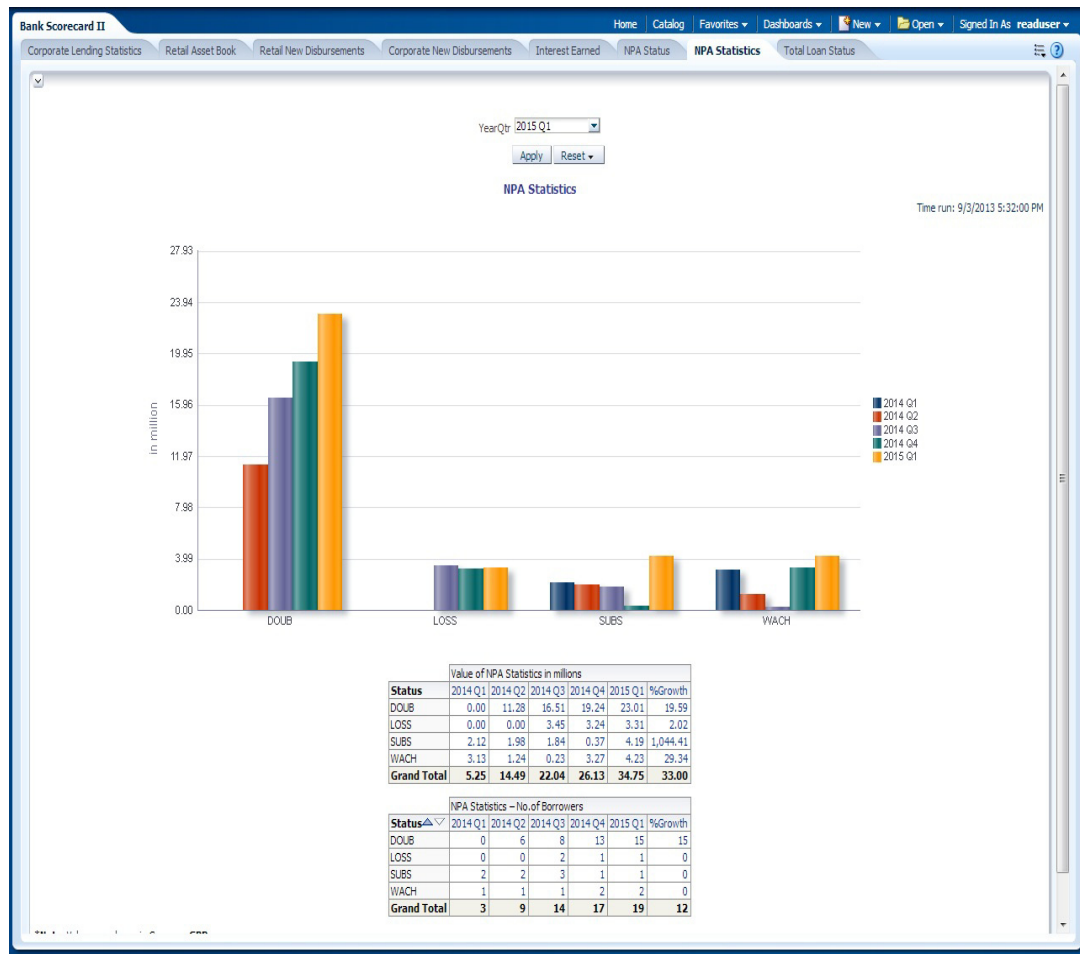 Bank Scorecard II
Home Catalog Favorites Dashboards New Open Signed In As readuser
Corporate Lending Statistics Retail Asset Book Retail New Disbursements Corporate New Disbursements Interest Earned NPA Status NPA Statistics Total Loan Status
YearQtr 2015 Q1
Apply Reset
NPA Statistics
Time run: 9/3/2013 5:32:00 PM
27.93
23.94
19.95
15.96
11.97
7.98
3.99
0.00
in million
DOUB LOSS SUBS WACH
2014 Q1
2014 Q2
2014 Q3
2014 Q4
2015 Q1
Value of NPA Statistics in millions
Status 2014 Q1 2014 Q2 2014 Q3 2014 Q4 2015 Q1 %Growth
DOUB 0.00 11.28 16.51 19.24 23.01 19.59
LOSS 0.00 0.00 3.45 3.24 3.31 2.02
SUBS 2.12 1.98 1.84 0.37 4.19 1,044.41
WACH 3.13 1.24 0.23 3.27 4.23 29.34
Grand Total 5.25 14.49 22.04 26.13 34.75 33.00
NPA Statistics – No.of Borrowers
Status 2014 Q1 2014 Q2 2014 Q3 2014 Q4 2015 Q1 %Growth
DOUB 0 6 8 13 15 15
LOSS 0 0 2 1 1 0
SUBS 2 2 3 1 1 0
WACH 1 1 1 2 2 0
Grand Total 3 9 14 17 19 12